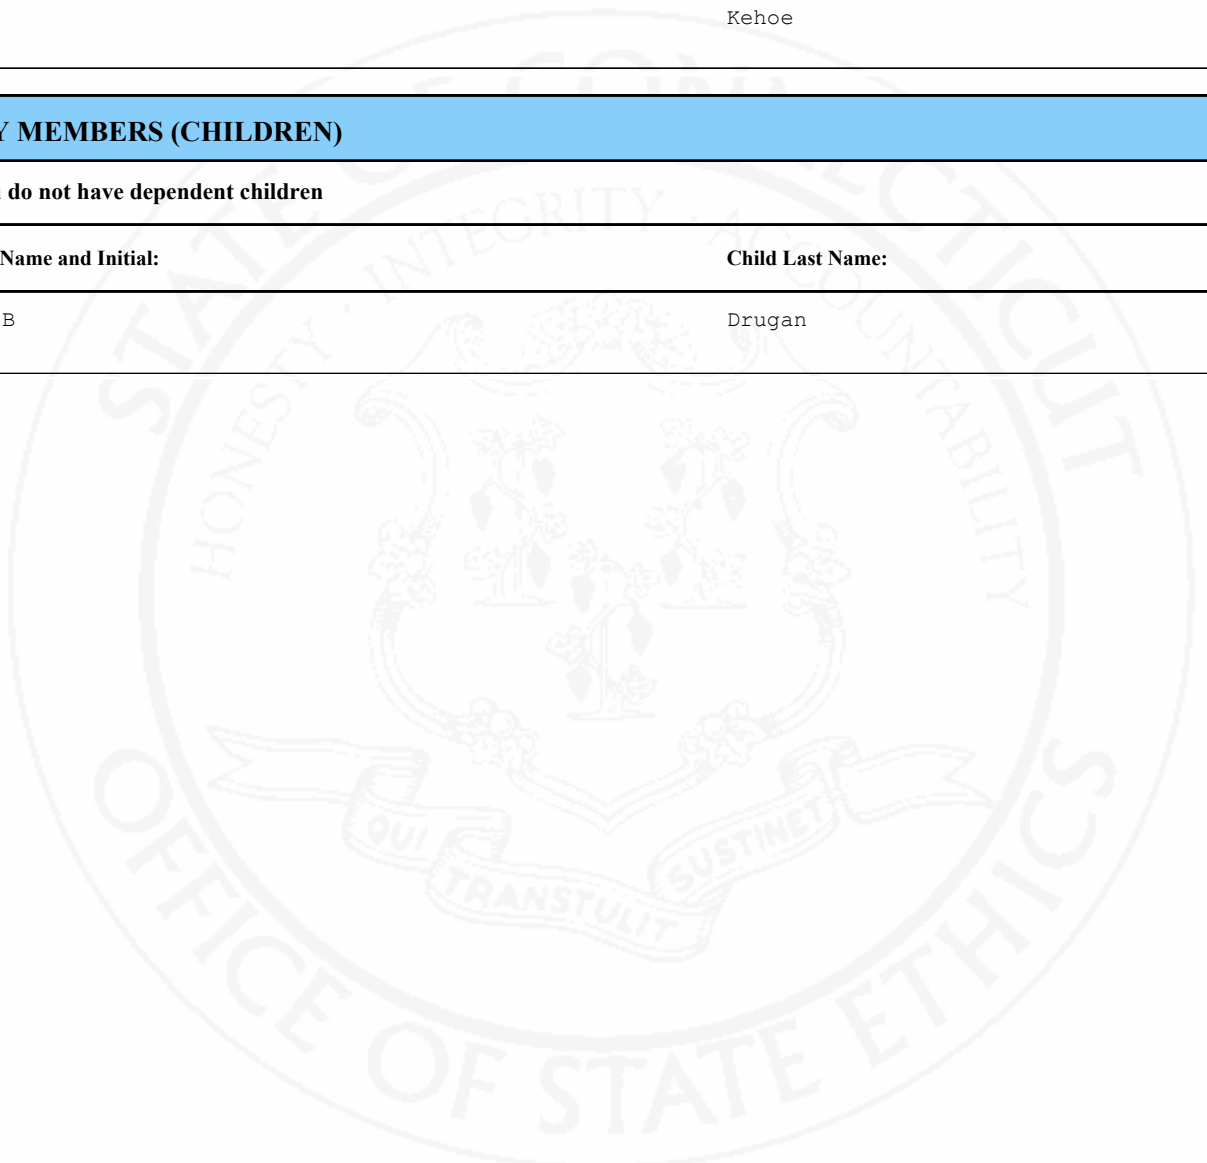 Kehoe
Y MEMBERS (CHILDREN)
do not have dependent children
Name and Initial: Child Last Name:
B Drugan
STATE OF CONNECTICUT
HONESTY · INTEGRITY · ACCOUNTABILITY
QUI TRANSTULIT SUSTINET
OFFICE OF STATE ETHICS